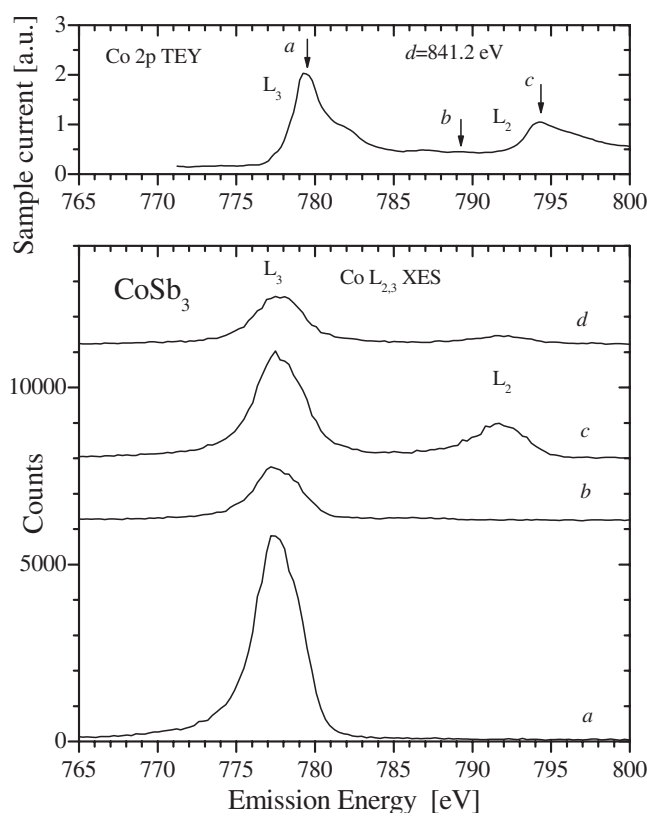 3
2
1
0
Sample current [a.u.]
Co 2p TEY
a
d=841.2 eV
L3
b
L2
c
765 770 775 780 785 790 795 800
CoSb3
L3
Co L2,3 XES
d
L2
c
b
a
10000
5000
0
Counts
765 770 775 780 785 790 795 800
Emission Energy [eV]